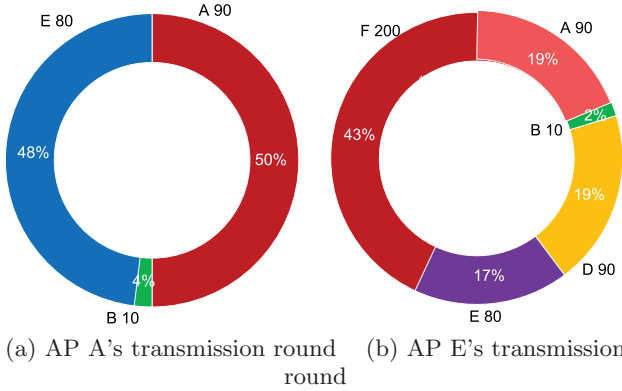 E 80
A 90
48%
50%
4%
B 10
F 200
A 90
19%
2%
B 10
43%
19%
D 90
17%
E 80
(a) AP A's transmission round
(b) AP E's transmission
round